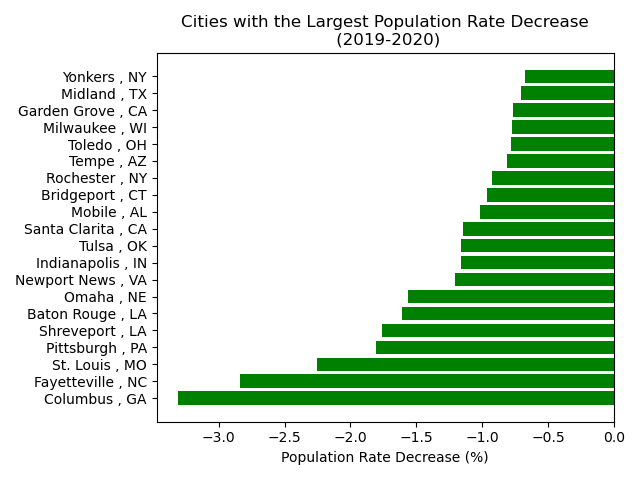 Cities with the Largest Population Rate Decrease
(2019-2020)
Yonkers , NY
Midland , TX
Garden Grove , CA
Milwaukee , WI
Toledo , OH
Tempe , AZ
Rochester , NY
Bridgeport , CT
Mobile , AL
Santa Clarita , CA
Tulsa , OK
Indianapolis , IN
Newport News , VA
Omaha , NE
Baton Rouge , LA
Shreveport , LA
Pittsburgh , PA
St. Louis , MO
Fayetteville , NC
Columbus , GA
−3.0 −2.5 −2.0 −1.5 −1.0 −0.5 0.0
Population Rate Decrease (%)